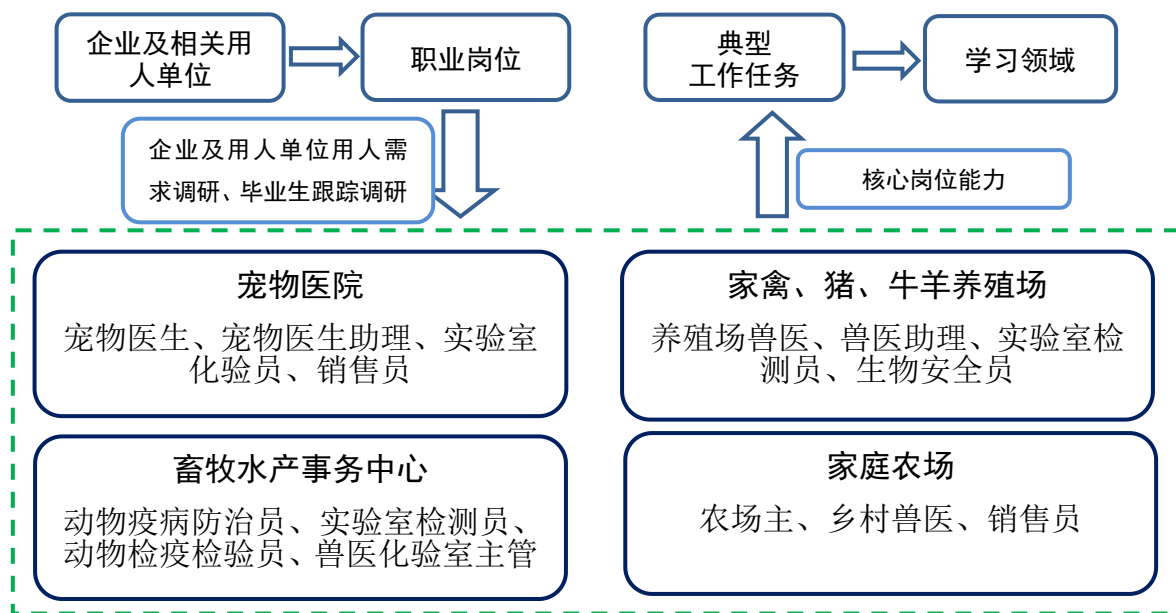 企业及相关用
人单位
职业岗位
典型
工作任务
学习领域
企业及用人单位用人需
求调研、毕业生跟踪调研
核心岗位能力
宠物医院
宠物医生、宠物医生助理、实验室
化验员、销售员
家禽、猪、牛羊养殖场
养殖场兽医、兽医助理、实验室检
测员、生物安全员
畜牧水产事务中心
动物疫病防治员、实验室检测员、
动物检疫检验员、兽医化验室主管
家庭农场
农场主、乡村兽医、销售员